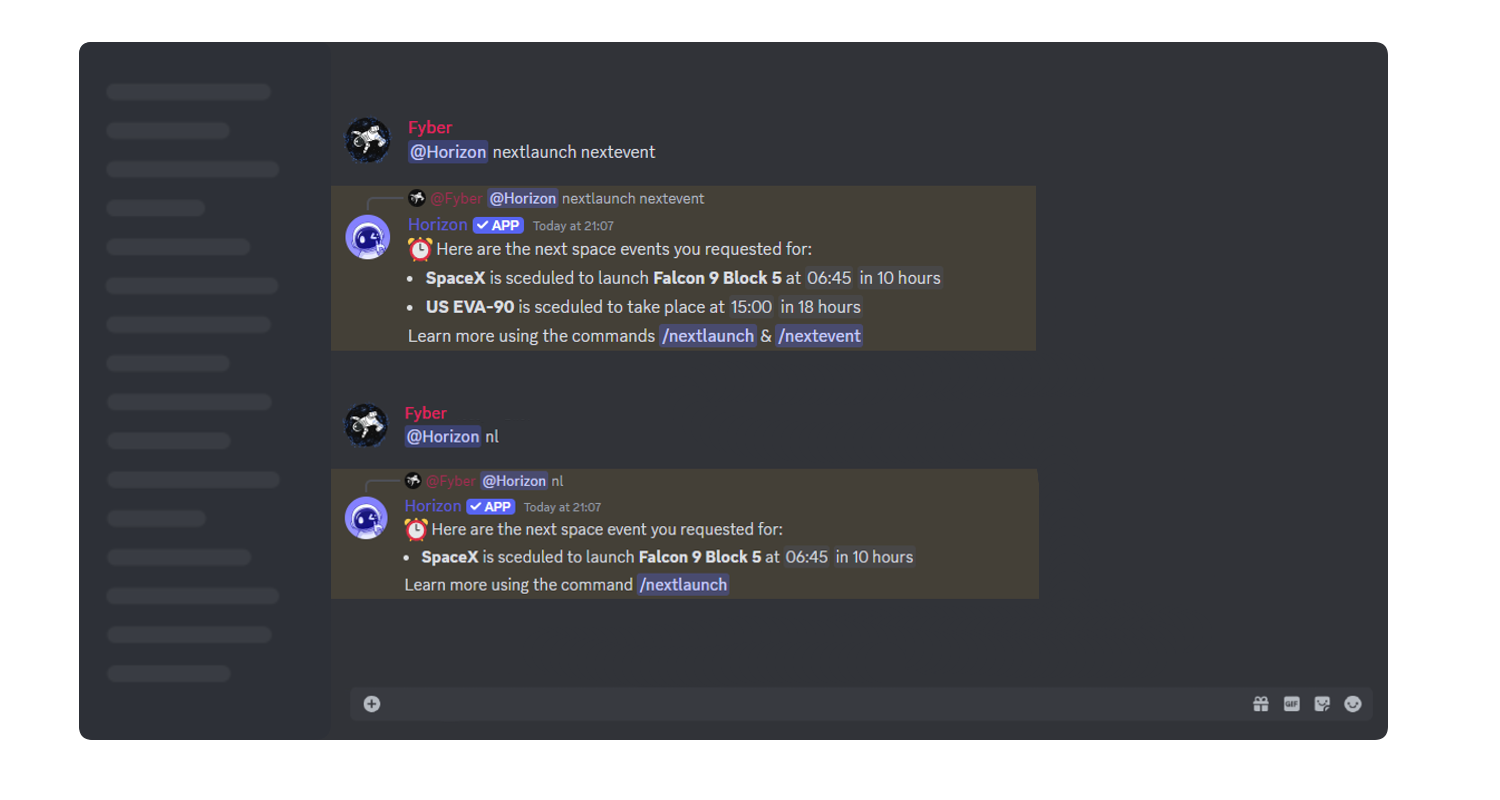 Fyber
@Horizon nextlaunch nextevent
@Fyber @Horizon nextlaunch nextevent
Horizon ✓ APP Today at 21:07
⏰ Here are the next space events you requested for:
• SpaceX is sceduled to launch Falcon 9 Block 5 at 06:45 in 10 hours
• US EVA-90 is sceduled to take place at 15:00 in 18 hours
Learn more using the commands /nextlaunch & /nextevent
Fyber
@Horizon nl
@Fyber @Horizon nl
Horizon ✓ APP Today at 21:07
⏰ Here are the next space event you requested for:
• SpaceX is sceduled to launch Falcon 9 Block 5 at 06:45 in 10 hours
Learn more using the command /nextlaunch
GIF